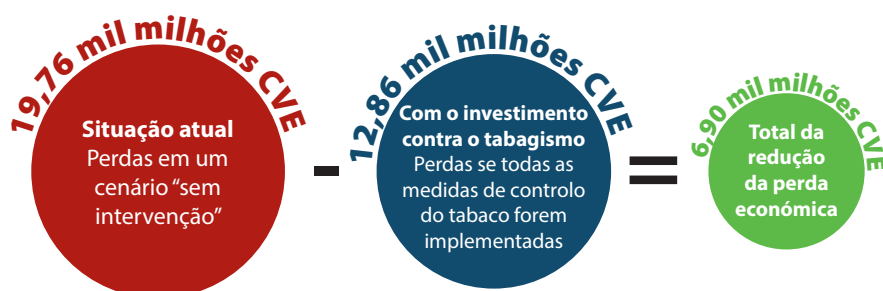 19,76 mil milhões CVE
Situação atual
Perdas em um
cenário “sem
intervenção”
-
12,86 mil milhões CVE
Com o investimento
contra o tabagismo
Perdas se todas as
medidas de controlo
do tabaco forem
implementadas
=
6,90 mil milhões CVE
Total da
redução
da perda
económica